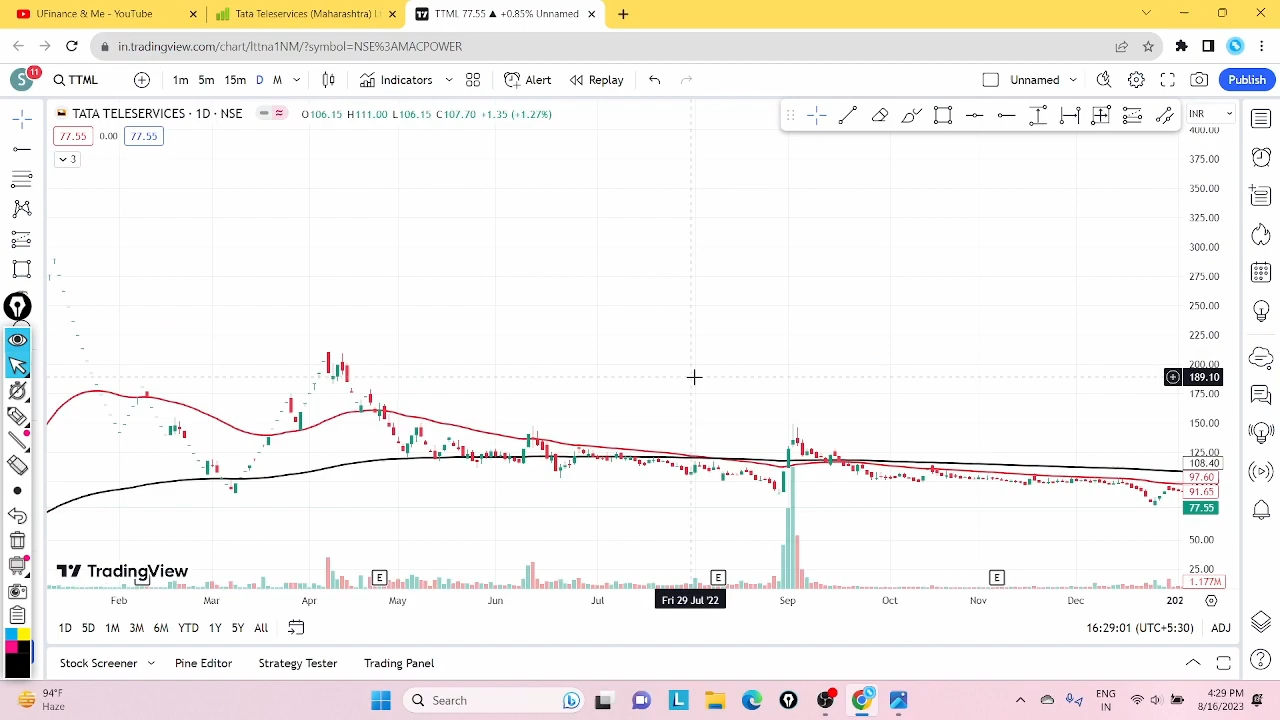 UFinance & Me - YouTube
Tata Teleservices (Maharashtra) Li
TTML 77.55 ▲ +0.85% Unnamed
in.tradingview.com/chart/lttna1NM/?symbol=NSE%3AMACPOWER
S 11 TTML 1m 5m 15m D M Indicators Alert Replay Unnamed Publish
TATA TELESERVICES · 1D · NSE O106.15 H111.00 L106.15 C107.70 +1.35 (+1.27%) INR
77.55 0.00 77.55
3
400.00
375.00
350.00
325.00
300.00
275.00
250.00
225.00
200.00
189.10
175.00
150.00
125.00
108.40
97.60
91.65
77.55
50.00
25.00
1.177M
TradingView
E E E
Feb Mar Apr May Jun Jul Fri 29 Jul '22 Sep Oct Nov Dec 202
1D 5D 1M 3M 6M YTD 1Y 5Y All 16:29:01 (UTC+5:30) ADJ
Stock Screener Pine Editor Strategy Tester Trading Panel
94°F
Haze
Search
ENG
IN
4:29 PM
8/16/2023